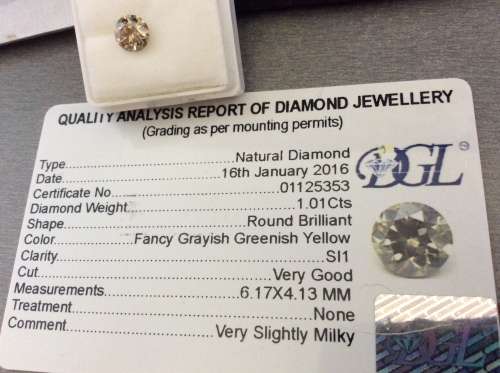 QUALITY ANALYSIS REPORT OF DIAMOND JEWELLERY
(Grading as per mounting permits)
Type......Natural Diamond
Date......16th January 2016
Certificate No......01125353
Diamond Weight......1.01Cts
Shape......Round Brilliant
Color......Fancy Grayish Greenish Yellow
Clarity......SI1
Cut......Very Good
Measurements......6.17X4.13 MM
Treatment......None
Comment......Very Slightly Milky
DGL
DGL